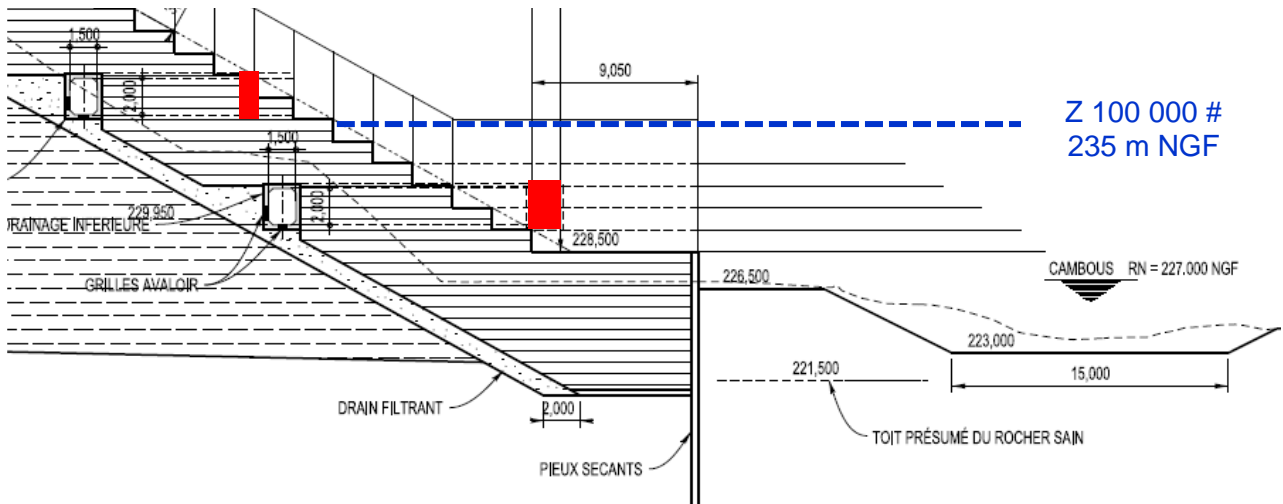 1,500
9,050
2,000
Z 100 000 #
235 m NGF
1,500
2,000
229,950
DRAINAGE INFERIEURE
228,500
GRILLES AVALOIR
226,500
CAMBOUS RN = 227.000 NGF
223,000
221,500
15,000
DRAIN FILTRANT
2,000
TOIT PRÉSUMÉ DU ROCHER SAIN
PIEUX SECANTS